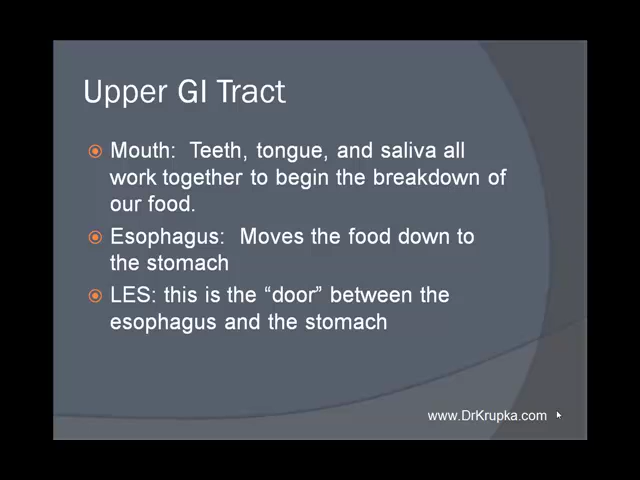 Upper GI Tract
Mouth:  Teeth, tongue, and saliva all
work together to begin the breakdown of
our food.
Esophagus:  Moves the food down to
the stomach
LES: this is the “door” between the
esophagus and the stomach
www.DrKrupka.com